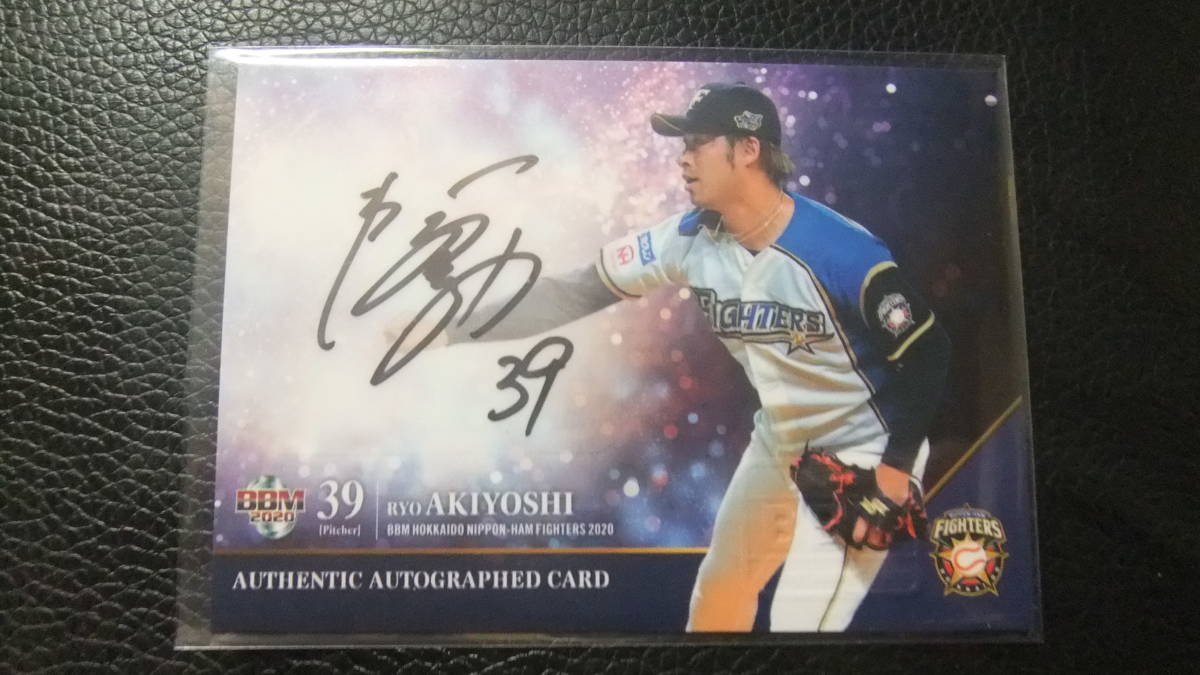 F
FIGHTERS
39
BBM
2020
39
[Pitcher]
RYO AKIYOSHI
BBM HOKKAIDO NIPPON-HAM FIGHTERS 2020
FIGHTERS
AUTHENTIC AUTOGRAPHED CARD